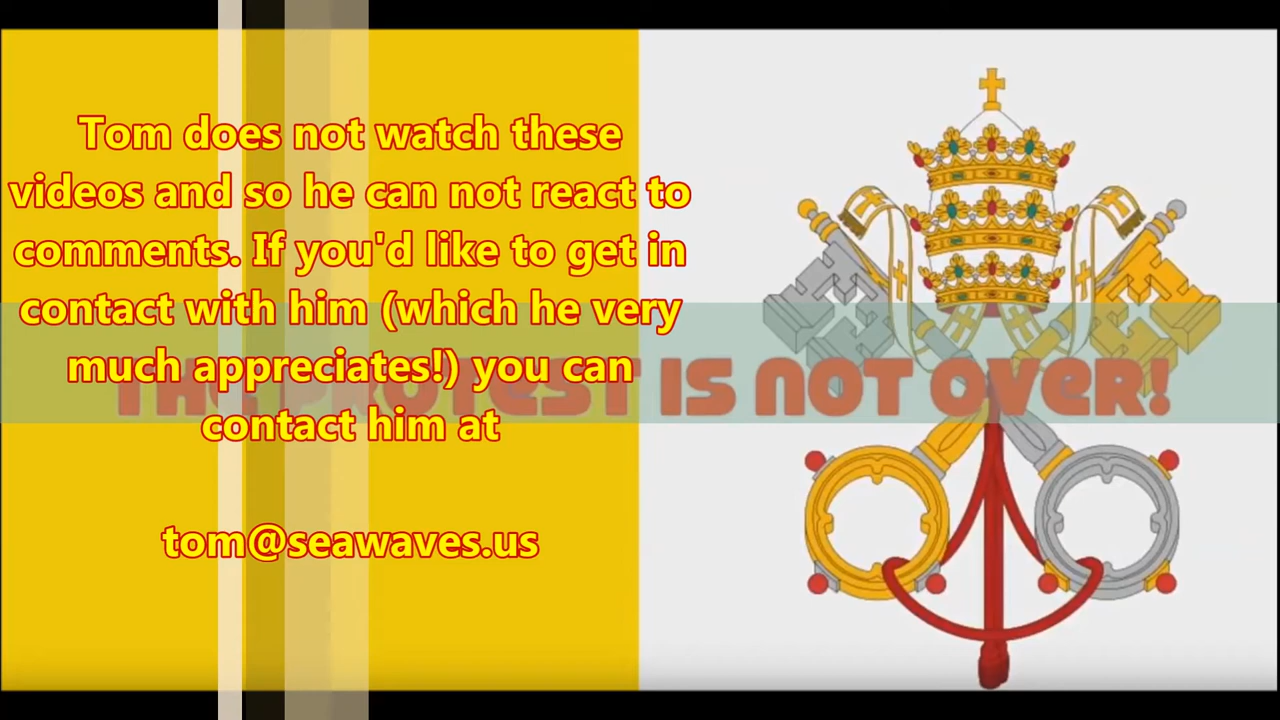 Tom does not watch these
videos and so he can not react to
comments. If you'd like to get in
contact with him (which he very
much appreciates!) you can
contact him at
tom@seawaves.us
THE PROTEST IS NOT OVER!